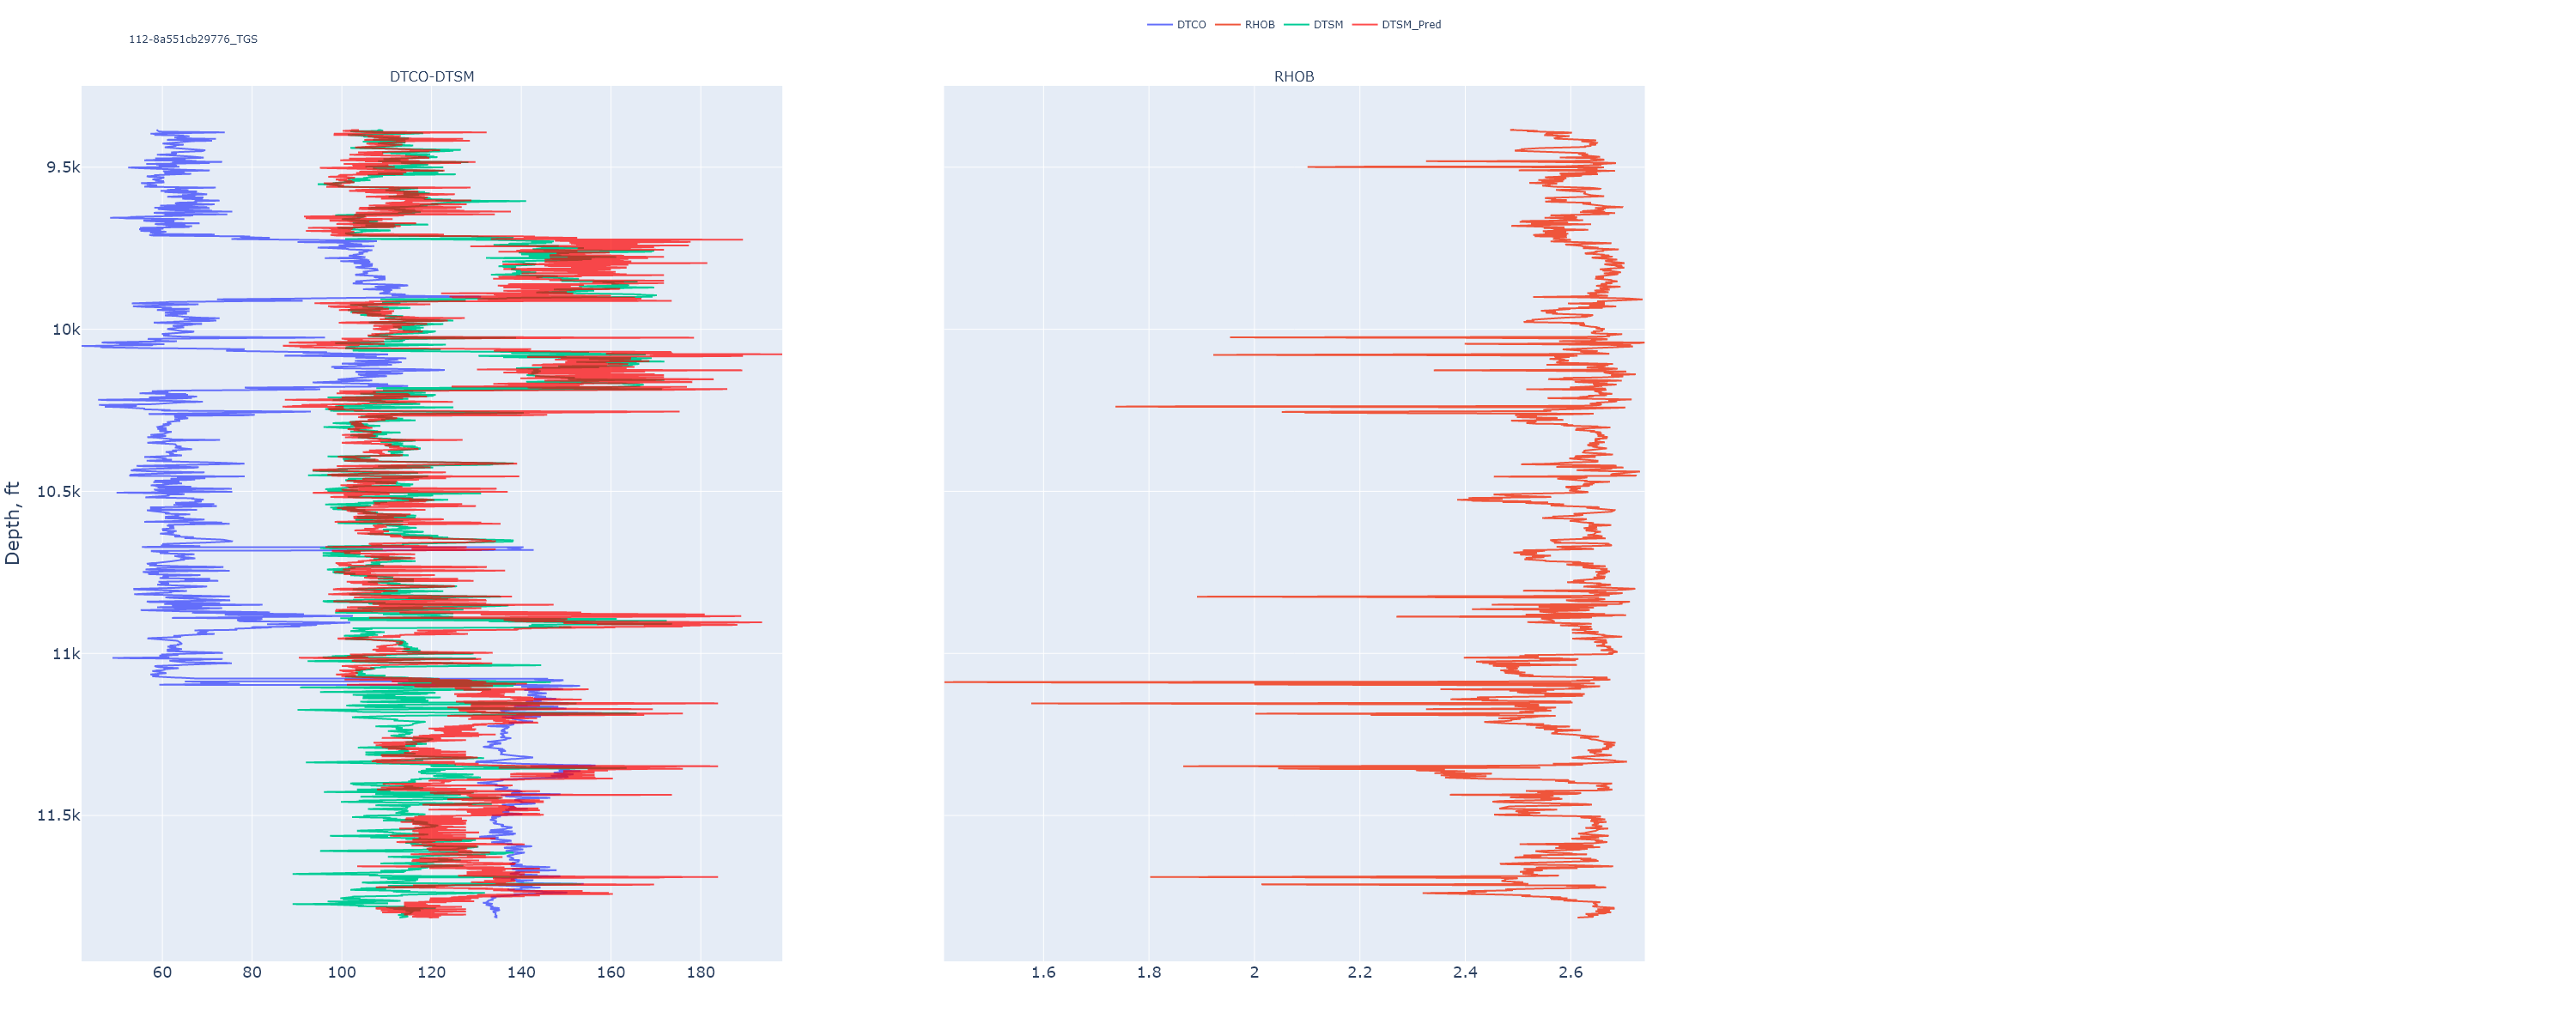 DTCO RHOB DTSM DTSM_Pred
112-8a551cb29776_TGS
DTCO-DTSM
RHOB
9.5k
10k
10.5k
11k
11.5k
Depth, ft
60 80 100 120 140 160 180
1.6 1.8 2 2.2 2.4 2.6